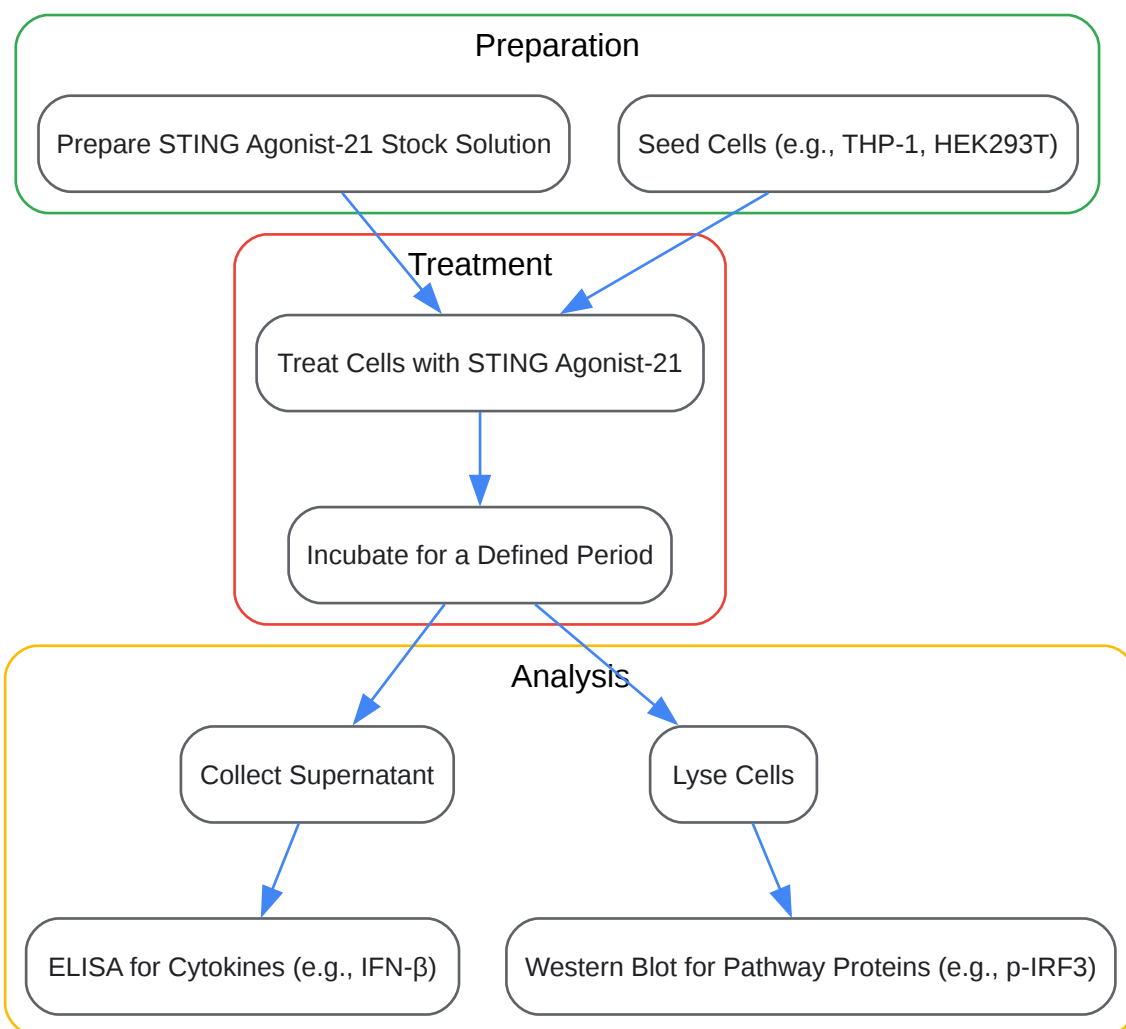 Preparation
Prepare STING Agonist-21 Stock Solution
Seed Cells (e.g., THP-1, HEK293T)
Treatment
Treat Cells with STING Agonist-21
Incubate for a Defined Period
Analysis
Collect Supernatant
Lyse Cells
ELISA for Cytokines (e.g., IFN-β)
Western Blot for Pathway Proteins (e.g., p-IRF3)